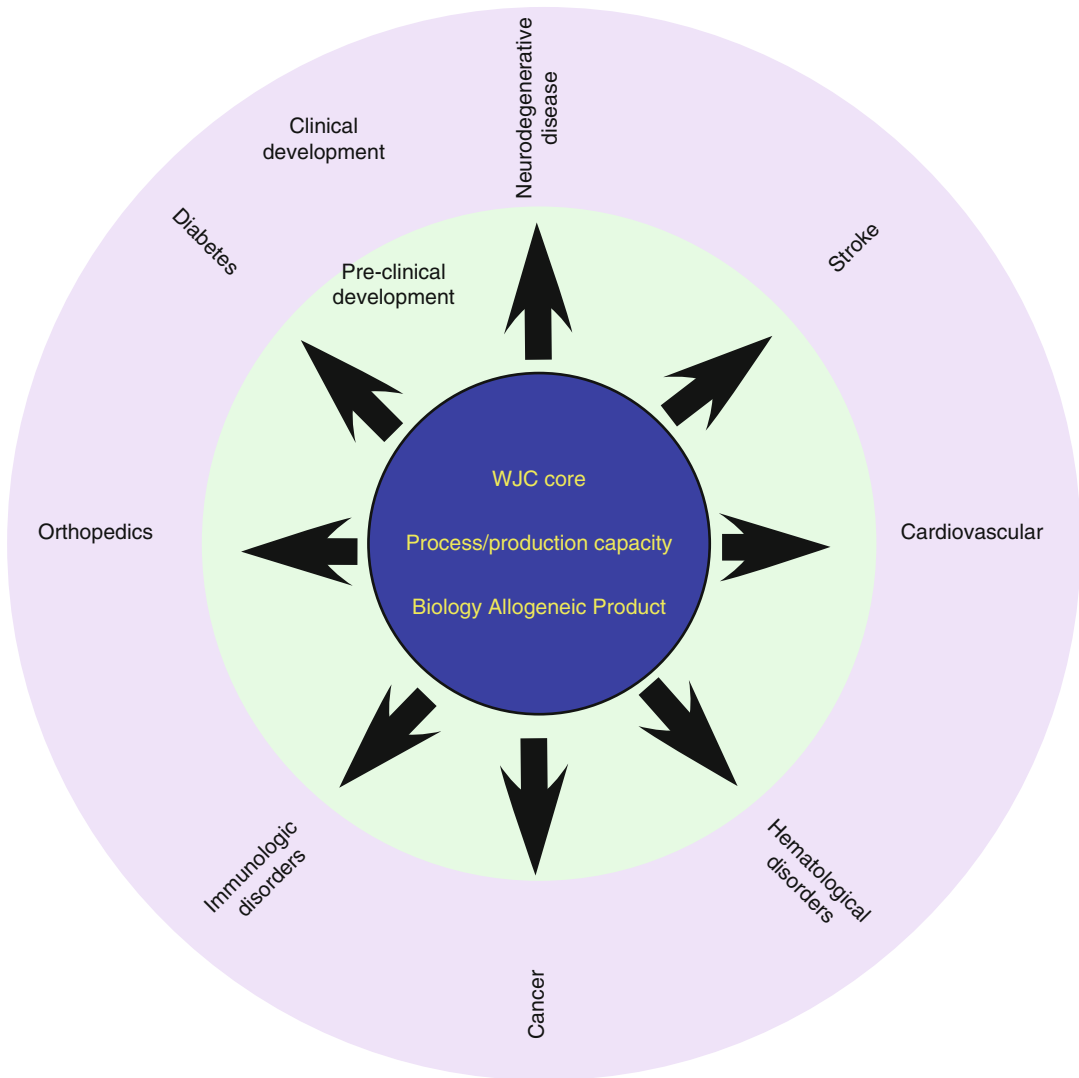 Neurodegenerative
disease
Clinical
development
Diabetes
Stroke
Pre-clinical
development
WJC core
Orthopedics
Cardiovascular
Process/production capacity
Biology Allogeneic Product
Immunologic
disorders
Hematological
disorders
Cancer